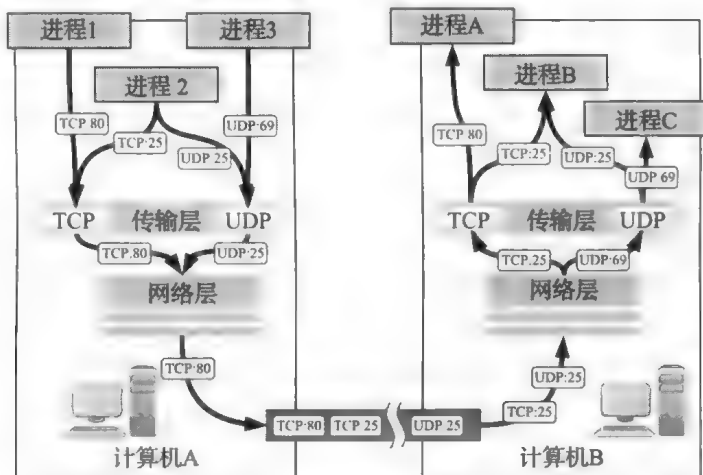 进程1
进程3
进程 2
TCP 80
UDP·69
TCP·25
UDP 25
TCP
传输层
UDP
TCP.80
UDP·25
网络层
TCP·80
计算机A
TCP·80
TCP 25
UDP 25
进程A
进程B
进程C
TCP 80
TCP:25
UDP:25
UDP 69
TCP
传输层
UDP
TCP.25
UDP·69
网络层
UDP:25
TCP:25
计算机B